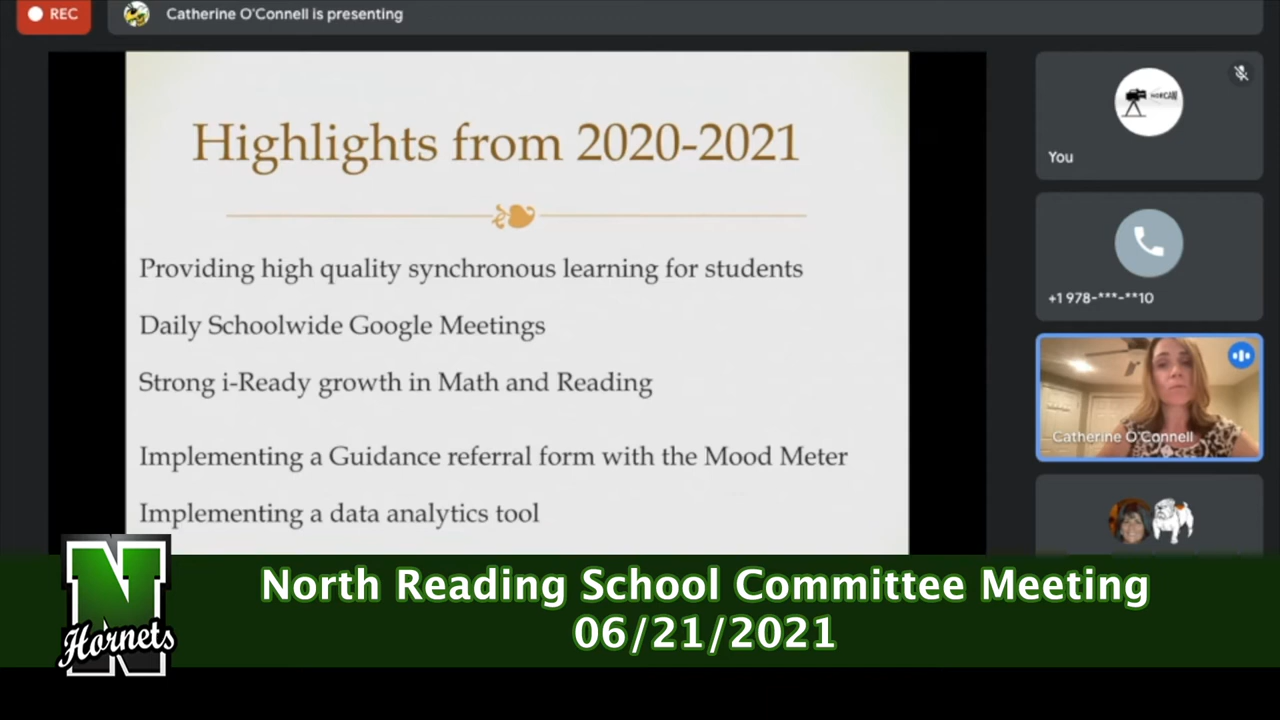 REC
Catherine O'Connell is presenting
Highlights from 2020-2021
Providing high quality synchronous learning for students
Daily Schoolwide Google Meetings
Strong i-Ready growth in Math and Reading
Implementing a Guidance referral form with the Mood Meter
Implementing a data analytics tool
NORCAM
You
+1 978-***-**10
Catherine O'Connell
N
Hornets
North Reading School Committee Meeting
06/21/2021